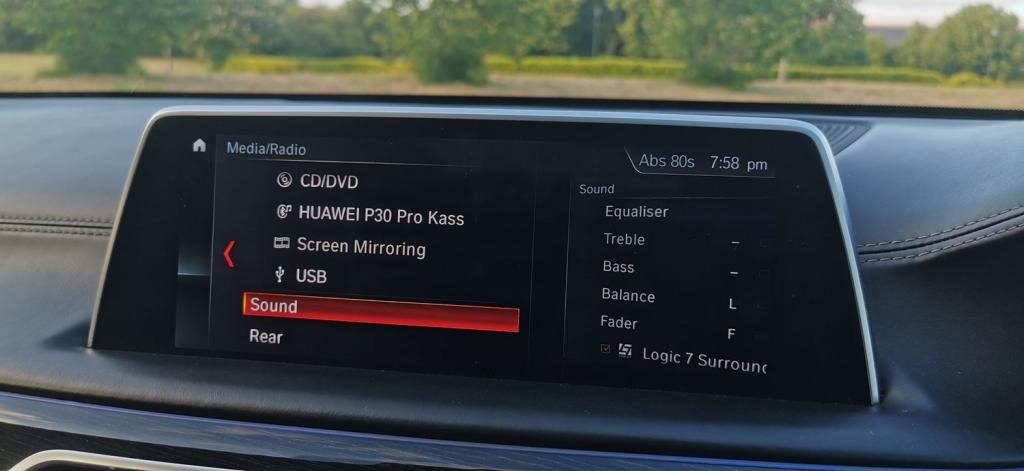 Media/Radio
Abs 80s 7:58 pm
CD/DVD
HUAWEI P30 Pro Kass
Screen Mirroring
USB
Sound
Rear
Sound
Equaliser
Treble –
Bass –
Balance L
Fader F
Logic 7 Surroun